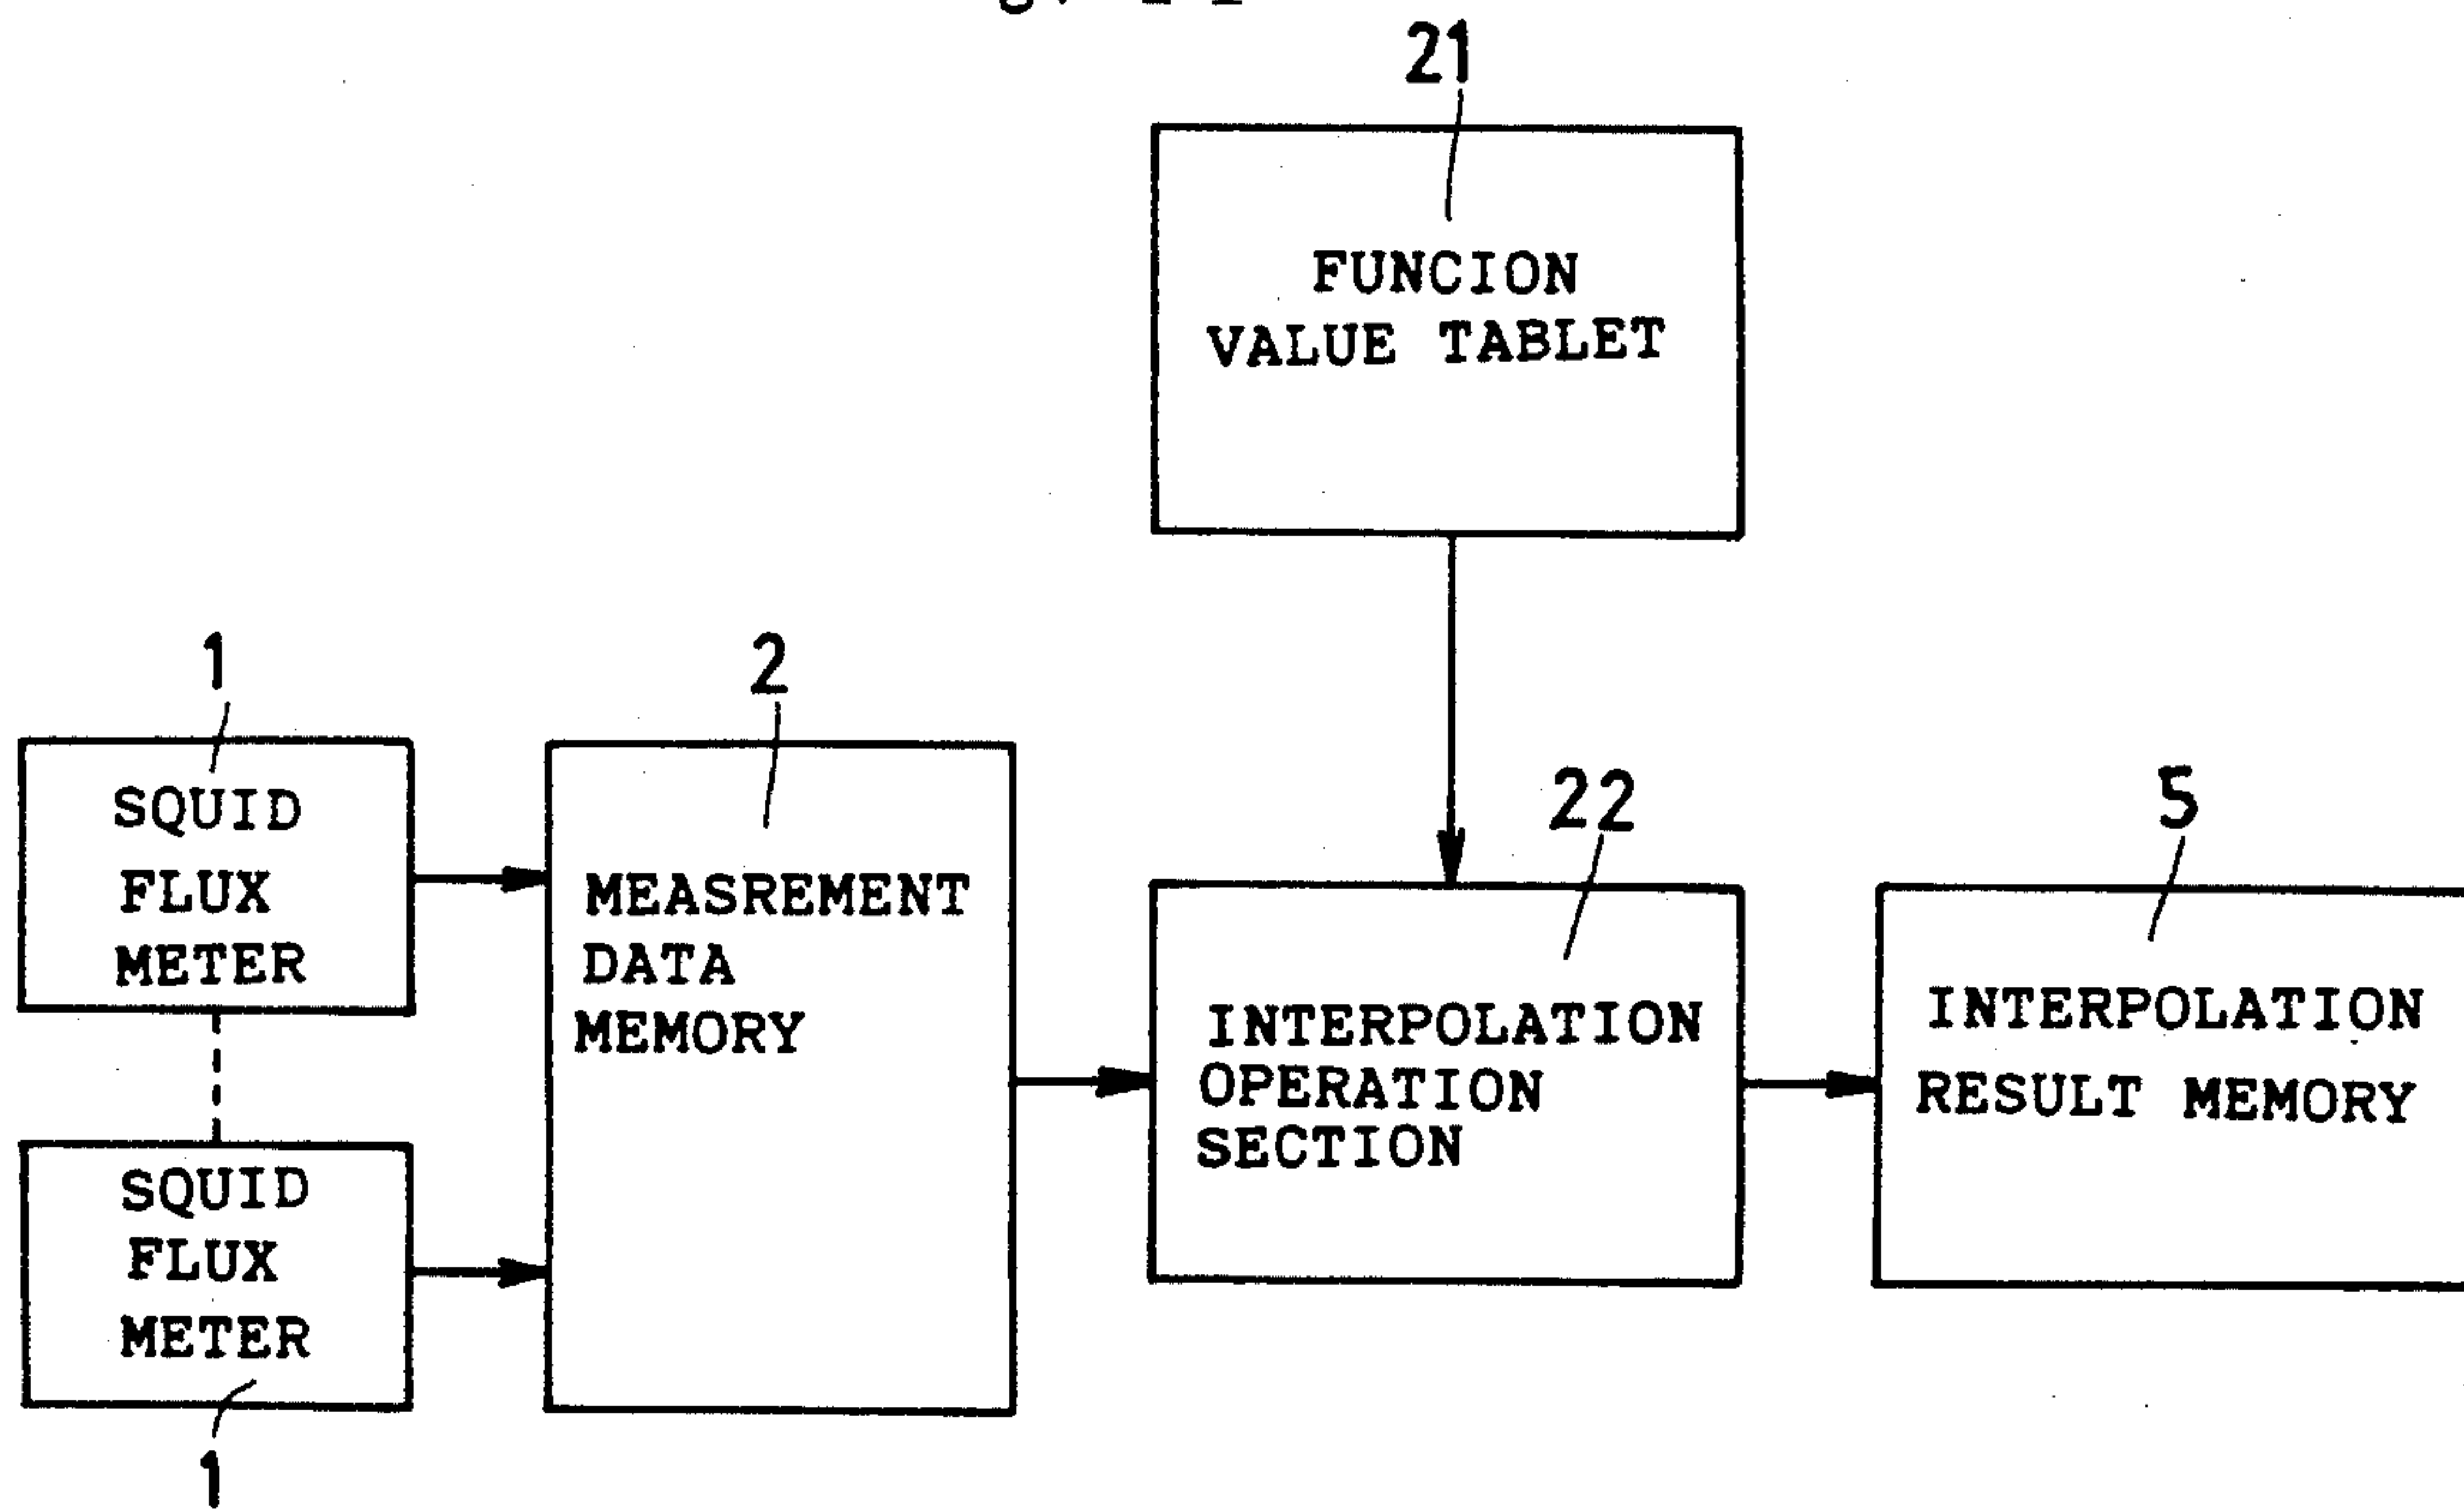 21
FUNCION
VALUE TABLET
1
SQUID
FLUX
METER
2
MEASREMENT
DATA
MEMORY
22
INTERPOLATION
OPERATION
SECTION
5
INTERPOLATION
RESULT MEMORY
SQUID
FLUX
METER
1